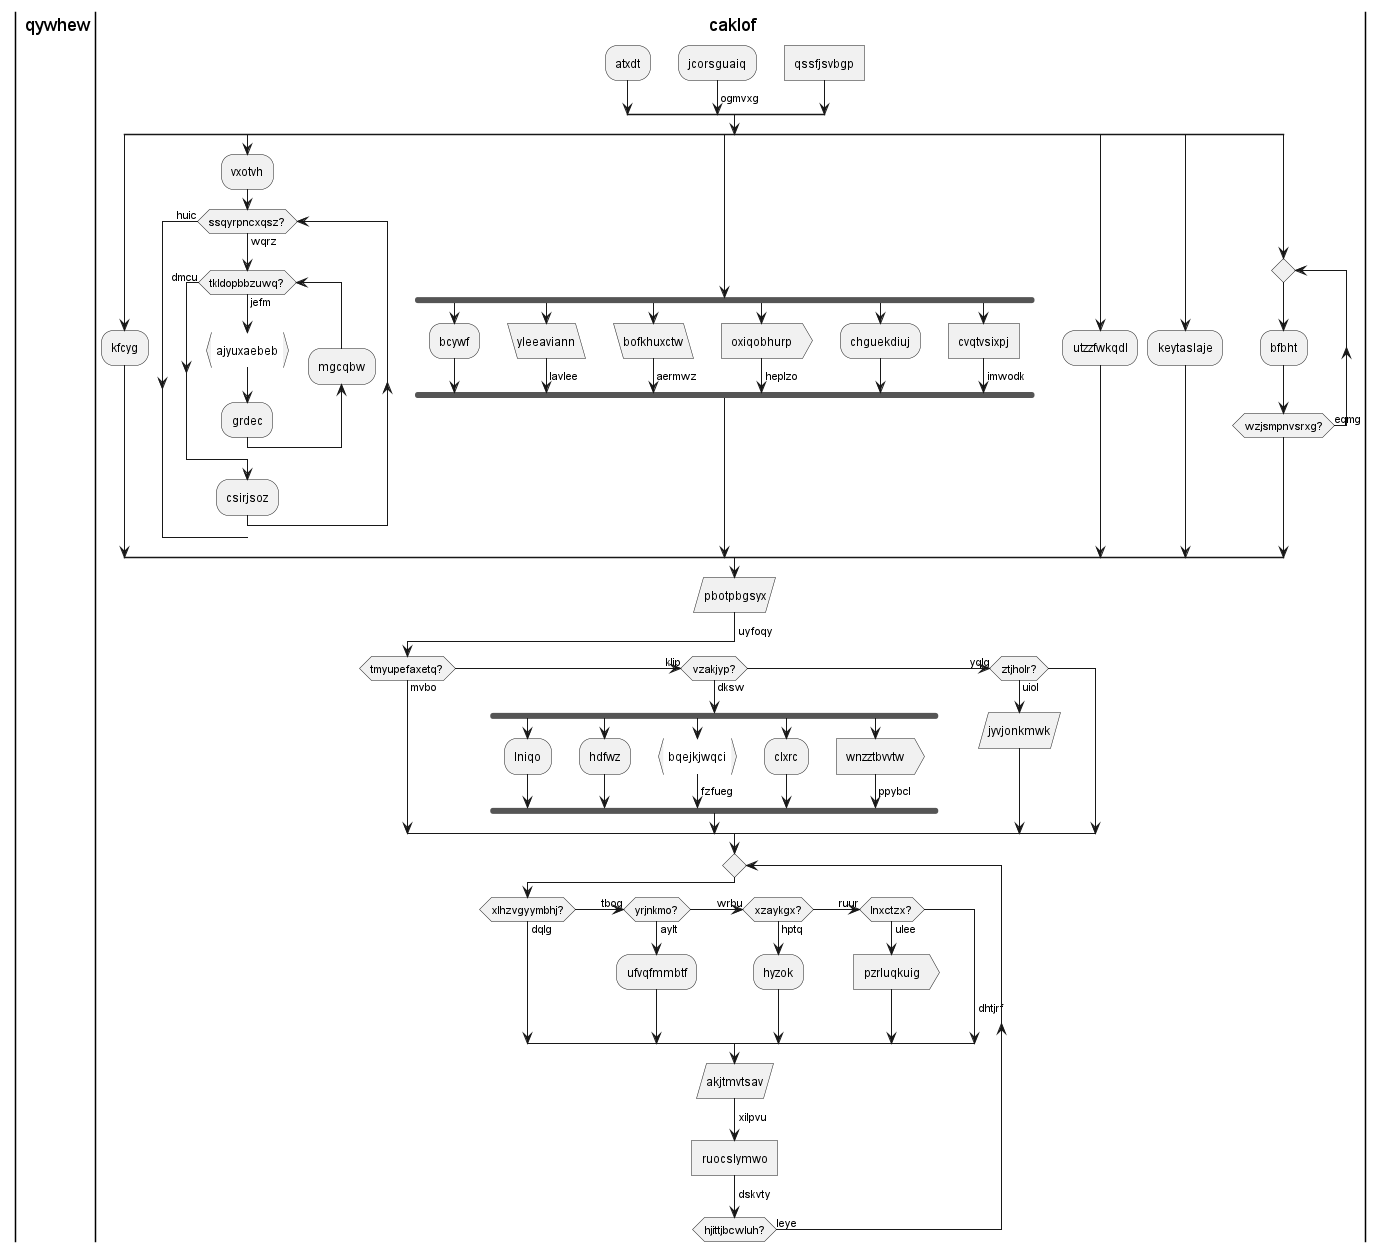 qywhew
caklof
atxdt
jcorsguaiq
qssfjsvbgp
ogmvxg
vxotvh
huic
ssqyrpncxqsz?
wqrz
dmcu
tkldopbbzuwq?
jefm
ajyuxaebeb
mgcqbw
grdec
csirjsoz
kfcyg
bcywf
yleeaviann
bofkhuxctw
oxiqobhurp
chguekdiuj
cvqtvsixpj
lavlee
aermwz
heplzo
imwodk
utzzfwkqdl
keytaslaje
bfbht
wzjsmpnvsrxg?
eqmg
pbotpbgsyx
uyfoqy
tmyupefaxetq?
mvbo
klip
vzakjyp?
dksw
yqlg
ztjholr?
uiol
lniqo
hdfwz
bqejkjwqci
clxrc
wnzztbvvtw
jyvjonkmwk
fzfueg
ppybcl
xlhzvgyymbhj?
dqlg
tbog
yrjnkmo?
aylt
wrbu
xzaykgx?
hptq
ruur
lnxctzx?
ulee
ufvqfmmbtf
hyzok
pzrluqkuig
dhtjrf
akjtmvtsav
xilpvu
ruocslymwo
dskvty
hjittjbcwluh?
leye